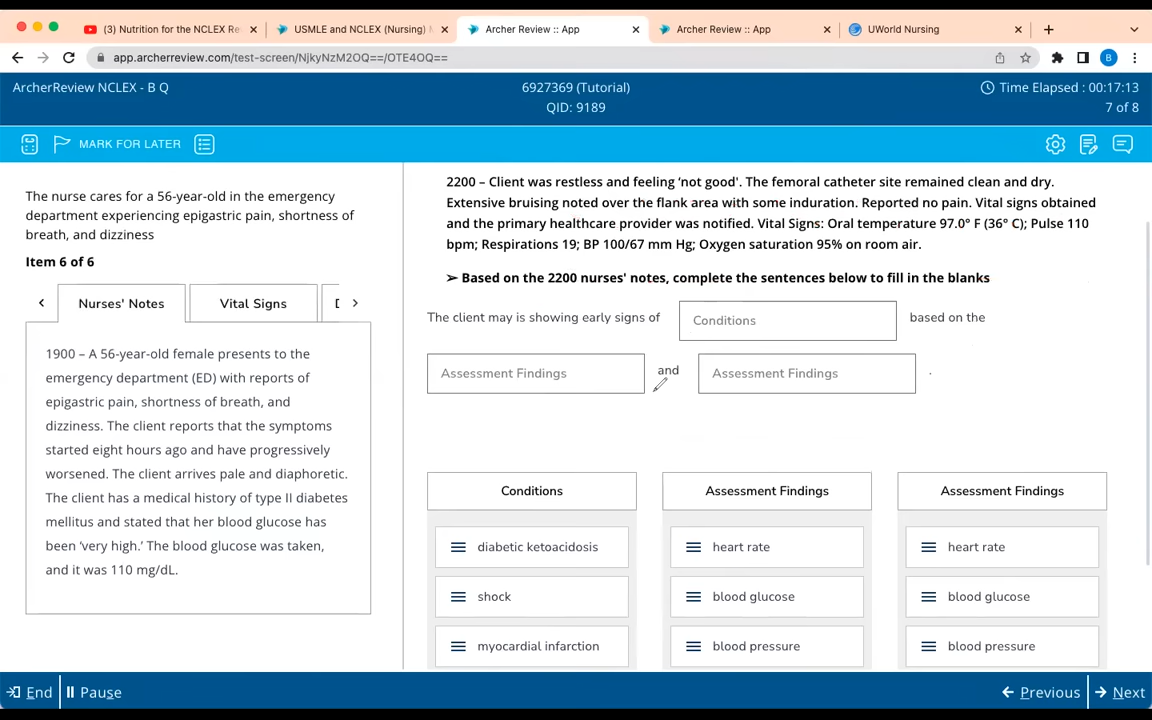 (3) Nutrition for the NCLEX Re
USMLE and NCLEX (Nursing)
Archer Review :: App
Archer Review :: App
UWorld Nursing
app.archerreview.com/test-screen/NjkyNzM2OQ==/OTE4OQ==
B
ArcherReview NCLEX - B Q
6927369 (Tutorial)
QID: 9189
Time Elapsed : 00:17:13
7 of 8
MARK FOR LATER
The nurse cares for a 56-year-old in the emergency
department experiencing epigastric pain, shortness of
breath, and dizziness
Item 6 of 6
Nurses' Notes
Vital Signs
1900 – A 56-year-old female presents to the
emergency department (ED) with reports of
epigastric pain, shortness of breath, and
dizziness. The client reports that the symptoms
started eight hours ago and have progressively
worsened. The client arrives pale and diaphoretic.
The client has a medical history of type II diabetes
mellitus and stated that her blood glucose has
been ‘very high.’ The blood glucose was taken,
and it was 110 mg/dL.
2200 – Client was restless and feeling ‘not good'. The femoral catheter site remained clean and dry.
Extensive bruising noted over the flank area with some induration. Reported no pain. Vital signs obtained
and the primary healthcare provider was notified. Vital Signs: Oral temperature 97.0° F (36° C); Pulse 110
bpm; Respirations 19; BP 100/67 mm Hg; Oxygen saturation 95% on room air.
➢ Based on the 2200 nurses' notes, complete the sentences below to fill in the blanks
The client may is showing early signs of Conditions based on the
Assessment Findings and Assessment Findings .
Conditions Assessment Findings Assessment Findings
diabetic ketoacidosis heart rate heart rate
shock blood glucose blood glucose
myocardial infarction blood pressure blood pressure
End Pause Previous Next